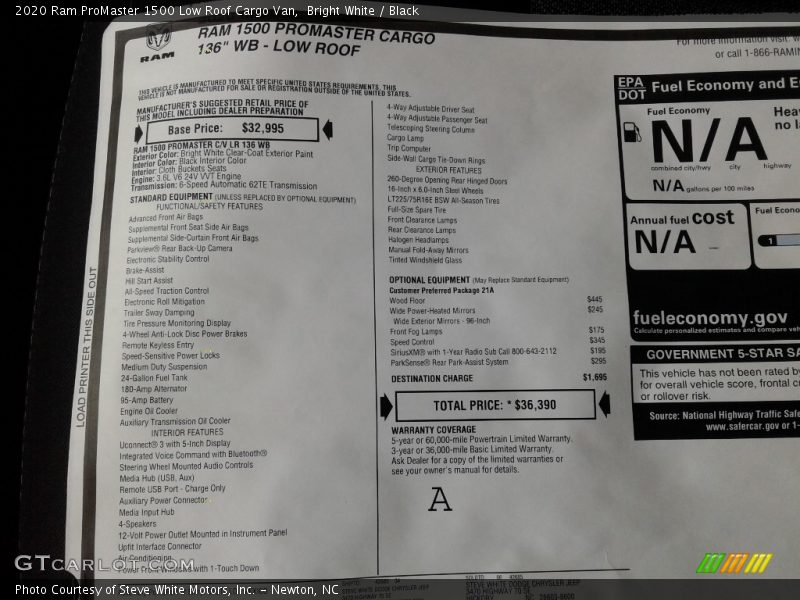 2020 Ram ProMaster 1500 Low Roof Cargo Van,  Bright White / Black
RAM
RAM 1500 PROMASTER CARGO
136" WB - LOW ROOF
THIS VEHICLE IS MANUFACTURED TO MEET SPECIFIC UNITED STATES REQUIREMENTS. THIS
VEHICLE IS NOT MANUFACTURED FOR SALE OR REGISTRATION OUTSIDE OF THE UNITED STATES.
MANUFACTURER'S SUGGESTED RETAIL PRICE OF
THIS MODEL INCLUDING DEALER PREPARATION
Base Price: $32,995
RAM 1500 PROMASTER C/V LR 136 WB
Exterior Color: Bright White Clear-Coat Exterior Paint
Interior Color: Black Interior Color
Interior: Cloth Buckets Seats
Engine: 3.6L V6 24V VVT Engine
Transmission: 6-Speed Automatic 62TE Transmission
STANDARD EQUIPMENT (UNLESS REPLACED BY OPTIONAL EQUIPMENT)
FUNCTIONAL/SAFETY FEATURES
Advanced Front Air Bags
Supplemental Front Seat Side Air Bags
Supplemental Side-Curtain Front Air Bags
Parkview® Rear Back-Up Camera
Electronic Stability Control
Brake-Assist
Hill Start Assist
All-Speed Traction Control
Electronic Roll Mitigation
Trailer Sway Damping
Tire Pressure Monitoring Display
4-Wheel Anti-Lock Disc Power Brakes
Remote Keyless Entry
Speed-Sensitive Power Locks
Medium Duty Suspension
24-Gallon Fuel Tank
180-Amp Alternator
95-Amp Battery
Engine Oil Cooler
Auxiliary Transmission Oil Cooler
INTERIOR FEATURES
Uconnect® 3 with 5-Inch Display
Integrated Voice Command with Bluetooth®
Steering Wheel Mounted Audio Controls
Media Hub (USB, Aux)
Remote USB Port - Charge Only
Auxiliary Power Connector
Media Input Hub
4-Speakers
12-Volt Power Outlet Mounted in Instrument Panel
Upfit Interface Connector
Air Conditioning
Power Front Windows with 1-Touch Down
LOAD PRINTER THIS SIDE OUT
4-Way Adjustable Driver Seat
4-Way Adjustable Passenger Seat
Telescoping Steering Column
Cargo Lamp
Trip Computer
Side-Wall Cargo Tie-Down Rings
EXTERIOR FEATURES
260-Degree Opening Rear Hinged Doors
16-Inch x 6.0-Inch Steel Wheels
LT225/75R16E BSW All-Season Tires
Full-Size Spare Tire
Front Clearance Lamps
Rear Clearance Lamps
Halogen Headlamps
Manual Fold-Away Mirrors
Tinted Windshield Glass
OPTIONAL EQUIPMENT (May Replace Standard Equipment)
Customer Preferred Package 21A
Wood Floor $445
Wide Power-Heated Mirrors $245
Wide Exterior Mirrors - 96-Inch
Front Fog Lamps $175
Speed Control $345
SiriusXM® with 1-Year Radio Sub Call 800-643-2112 $195
ParkSense® Rear Park-Assist System $295
DESTINATION CHARGE $1,695
TOTAL PRICE: * $36,390
WARRANTY COVERAGE
5-year or 60,000-mile Powertrain Limited Warranty.
3-year or 36,000-mile Basic Limited Warranty.
Ask Dealer for a copy of the limited warranties or
see your owner's manual for details.
A
For more information visit: w
or call 1-866-RAMIN
EPA
DOT
Fuel Economy and E
Fuel Economy
N/A
combined city/hwy city highway
N/A gallons per 100 miles
Hea
no la
Annual fuel cost
N/A
Fuel Econo
1
fueleconomy.gov
Calculate personalized estimates and compare vehi
GOVERNMENT 5-STAR SA
This vehicle has not been rated by
for overall vehicle score, frontal c
or rollover risk.
Source: National Highway Traffic Safe
www.safercar.gov or 1-
STEVE WHITE DODGE CHRYSLER JEEP
GTCARLOT.COM
Photo Courtesy of Steve White Motors, Inc. – Newton, NC